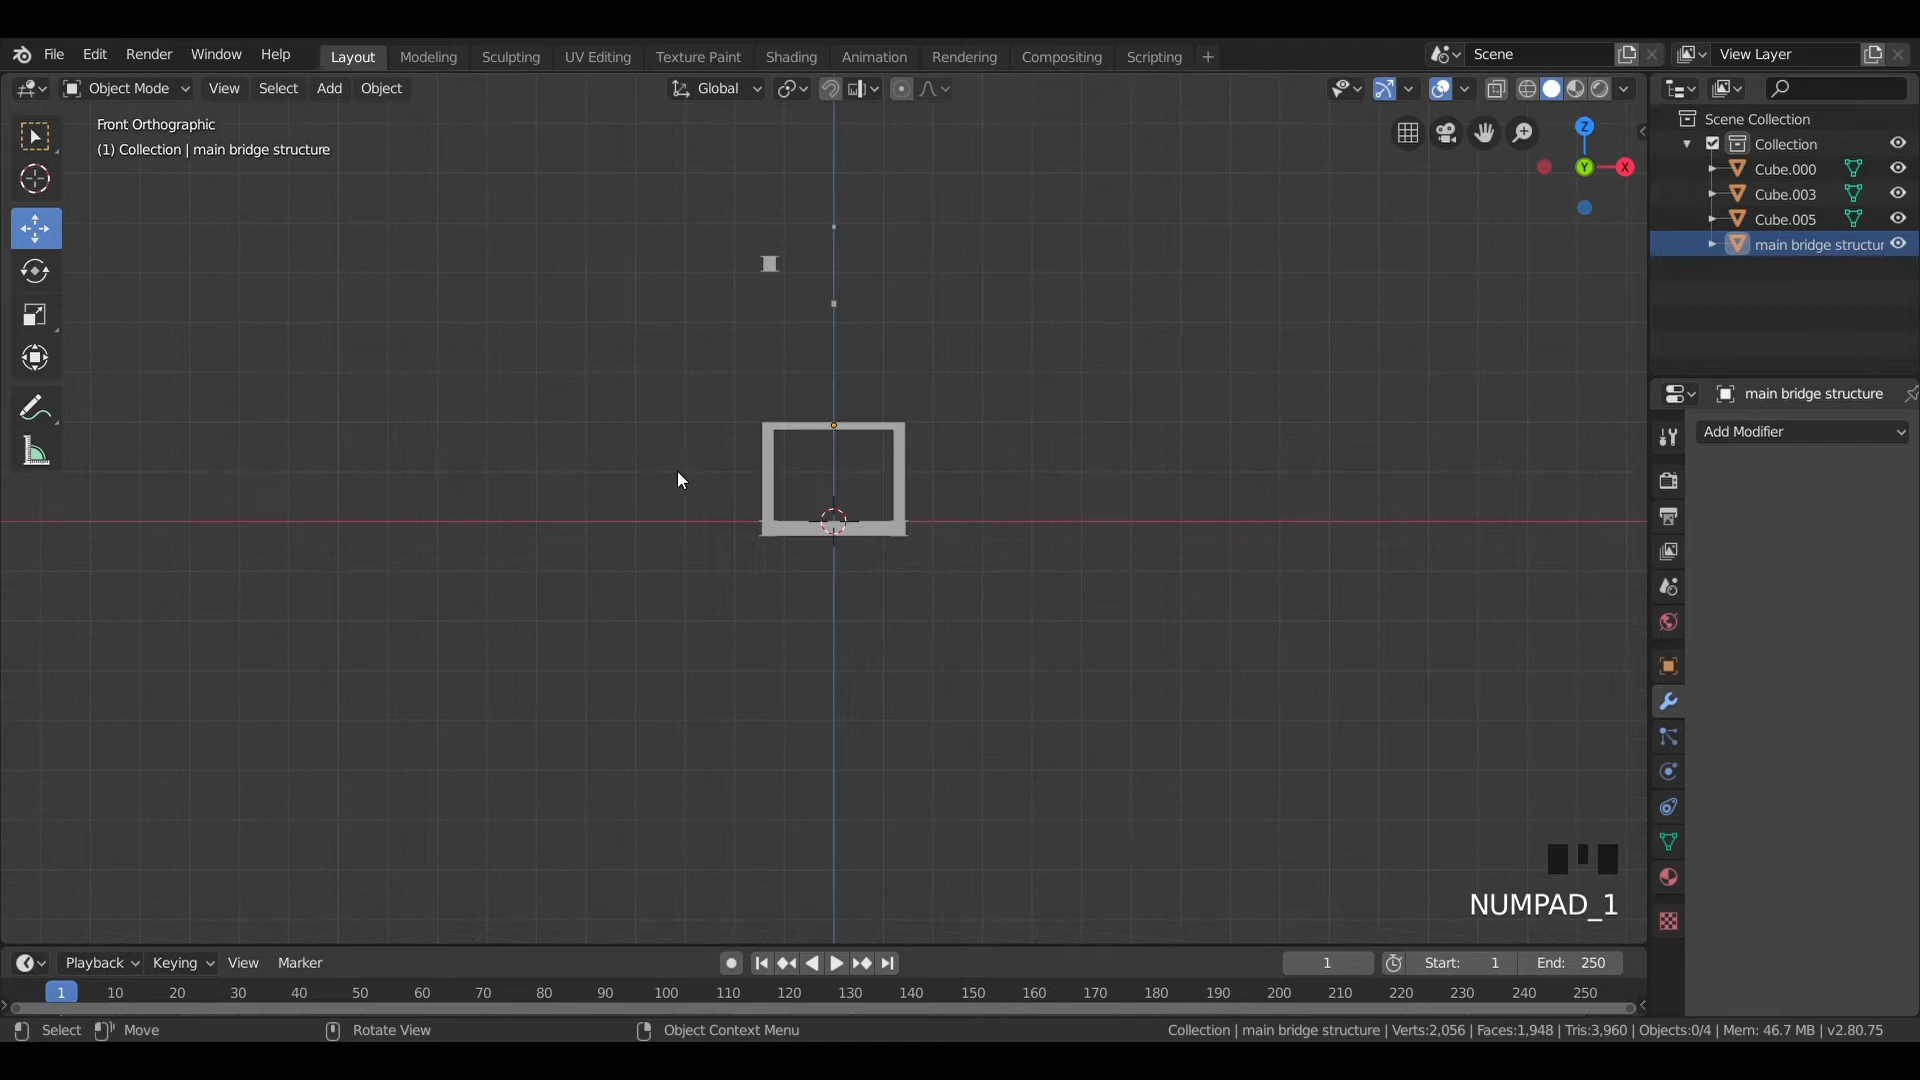 File Edit Render Window Help Layout Modeling Sculpting UV Editing Texture Paint Shading Animation Rendering Compositing Scripting + Scene View Layer
Object Mode View Select Add Object Global
Front Orthographic
(1) Collection | main bridge structure
Z
Y
X
Scene Collection
Collection
Cube.000
Cube.003
Cube.005
main bridge structur
main bridge structure
Add Modifier
NUMPAD_1
Playback Keying View Marker 1 Start: 1 End: 250
1 10 20 30 40 50 60 70 80 90 100 110 120 130 140 150 160 170 180 190 200 210 220 230 240 250
Select Move Rotate View Object Context Menu Collection | main bridge structure | Verts:2,056 | Faces:1,948 | Tris:3,960 | Objects:0/4 | Mem: 46.7 MB | v2.80.75